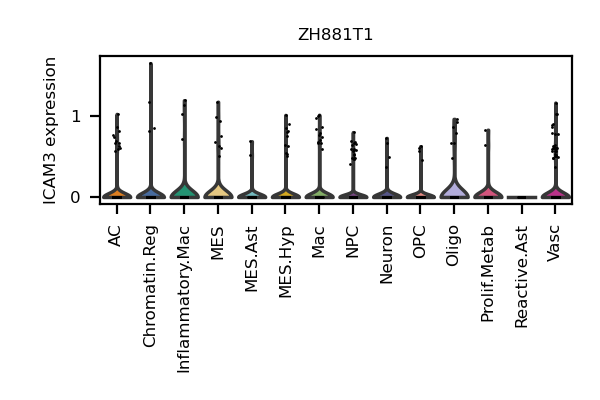 ZH881T1
ICAM3 expression
1
0
AC
Chromatin.Reg
Inflammatory.Mac
MES
MES.Ast
MES.Hyp
Mac
NPC
Neuron
OPC
Oligo
Prolif.Metab
Reactive.Ast
Vasc